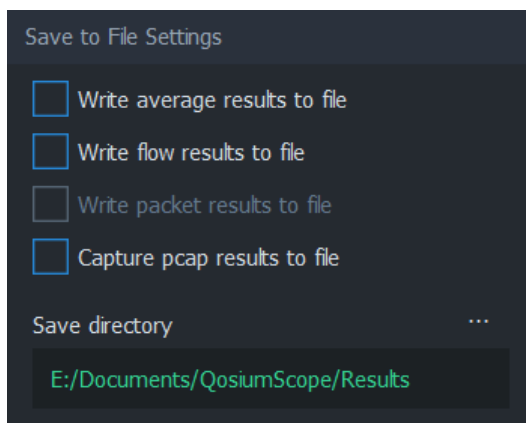 Save to File Settings
Write average results to file
Write flow results to file
Write packet results to file
Capture pcap results to file
Save directory
...
E:/Documents/QosiumScope/Results